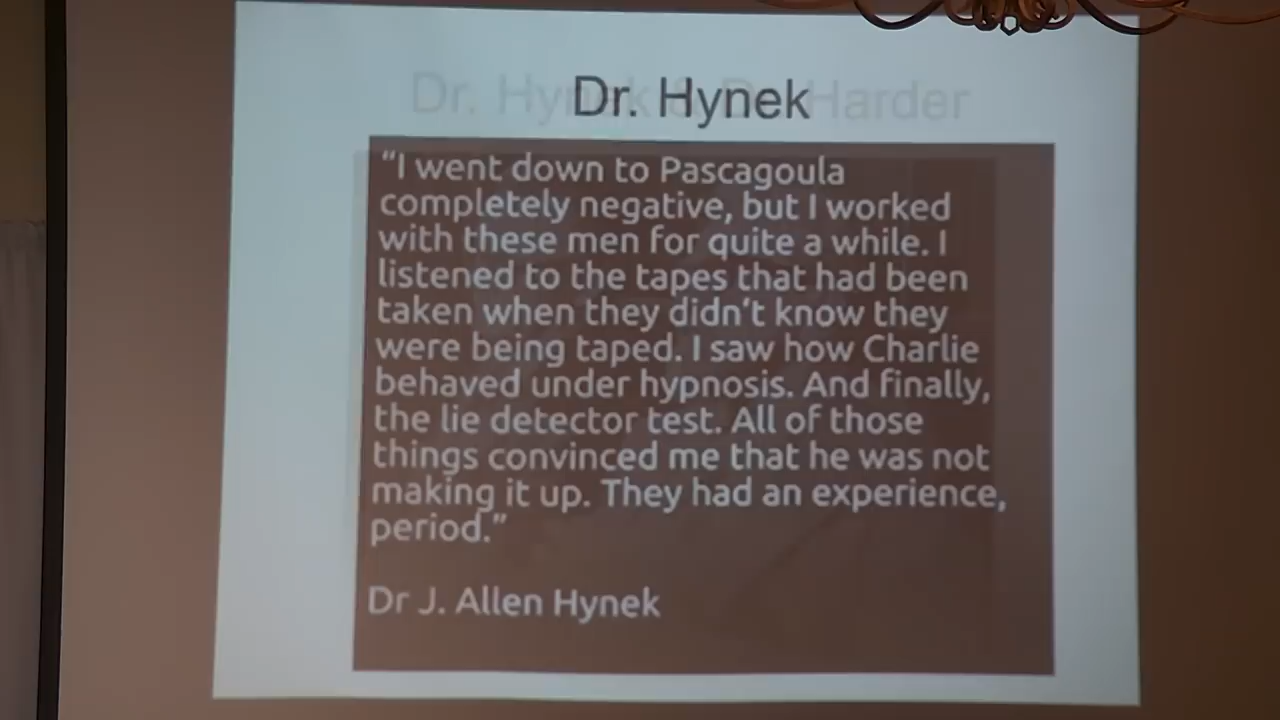 Dr. Hynek & Dr. Harder
Dr. Hynek
“I went down to Pascagoula
completely negative, but I worked
with these men for quite a while. I
listened to the tapes that had been
taken when they didn’t know they
were being taped. I saw how Charlie
behaved under hypnosis. And finally,
the lie detector test. All of those
things convinced me that he was not
making it up. They had an experience,
period.”
Dr J. Allen Hynek